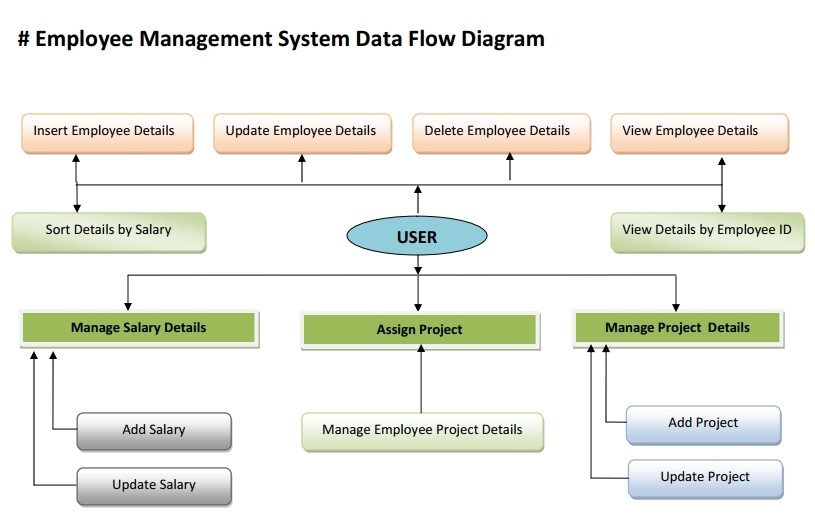 # Employee Management System Data Flow Diagram
Insert Employee Details
Update Employee Details
Delete Employee Details
View Employee Details
Sort Details by Salary
USER
View Details by Employee ID
Manage Salary Details
Assign Project
Manage Project Details
Add Salary
Manage Employee Project Details
Add Project
Update Salary
Update Project